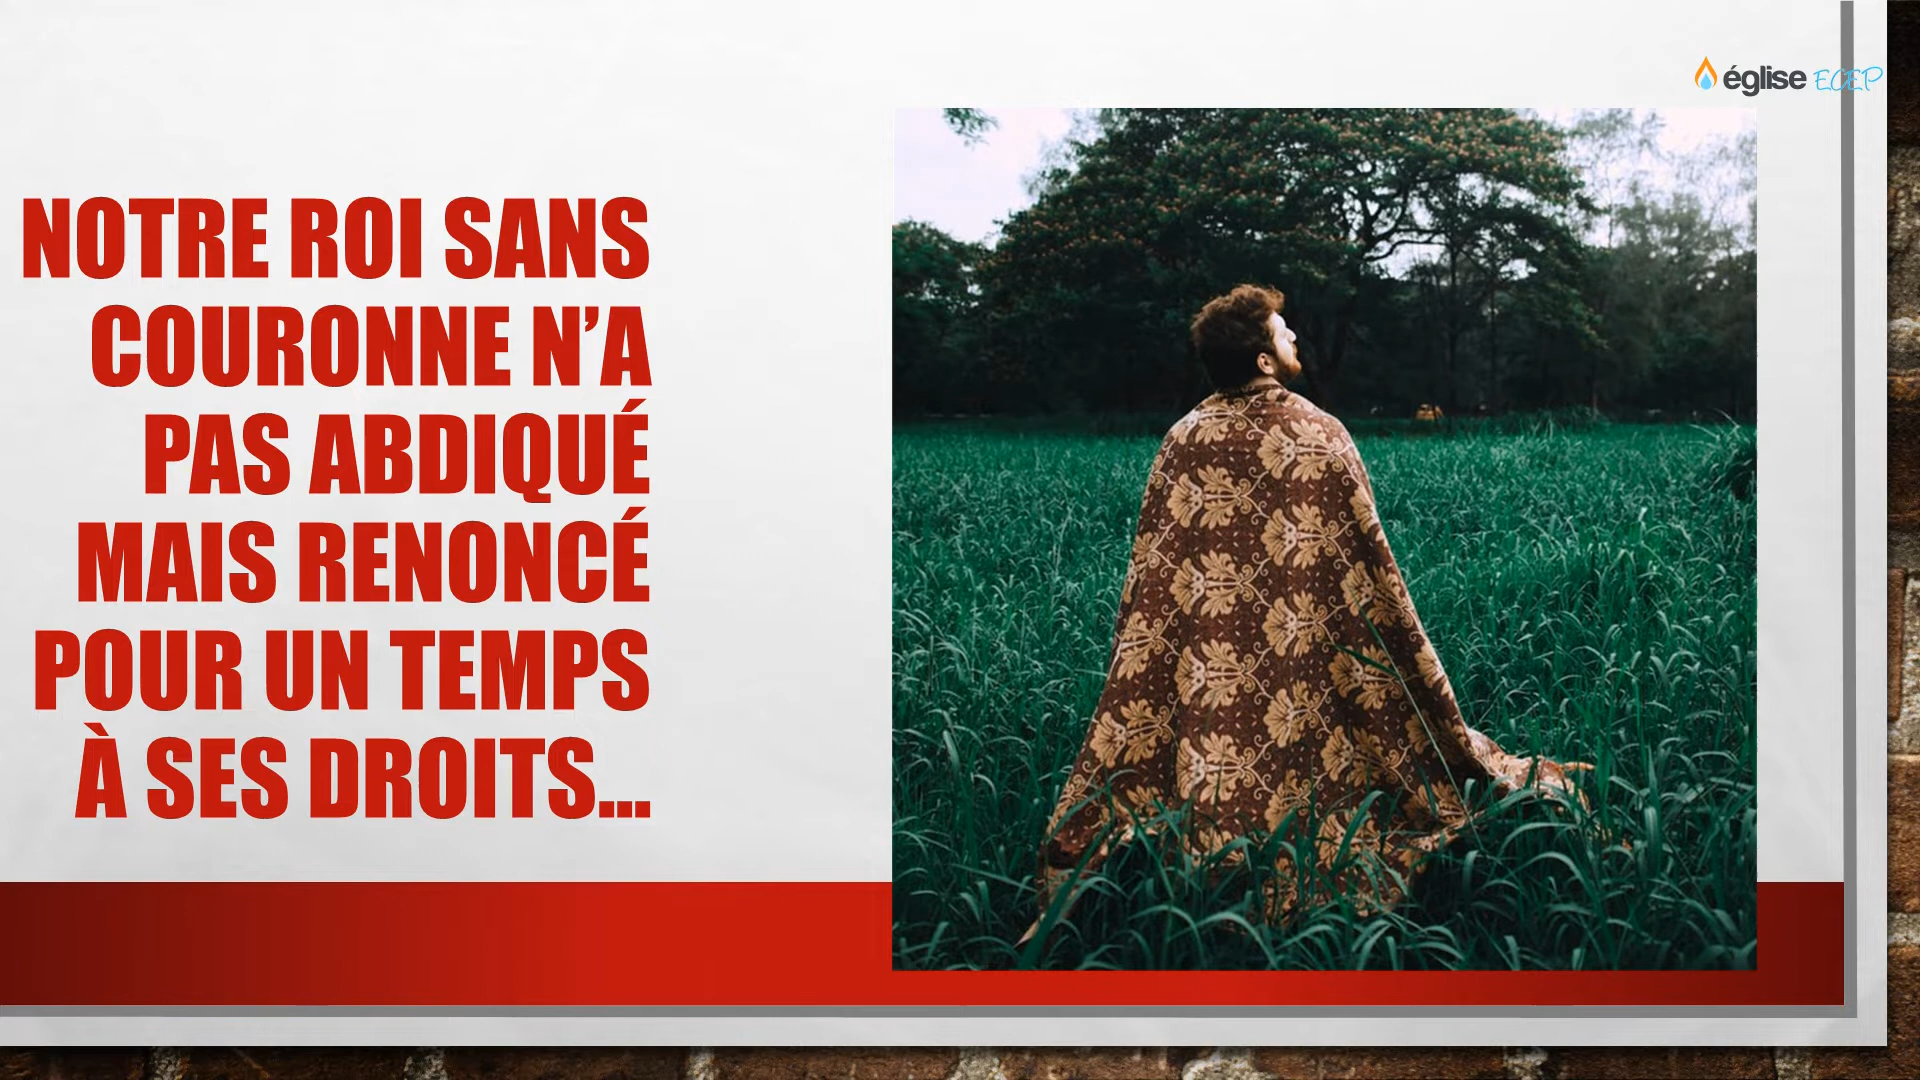 église ECEP
NOTRE ROI SANS
COURONNE N’A
PAS ABDIQUÉ
MAIS RENONCÉ
POUR UN TEMPS
À SES DROITS...